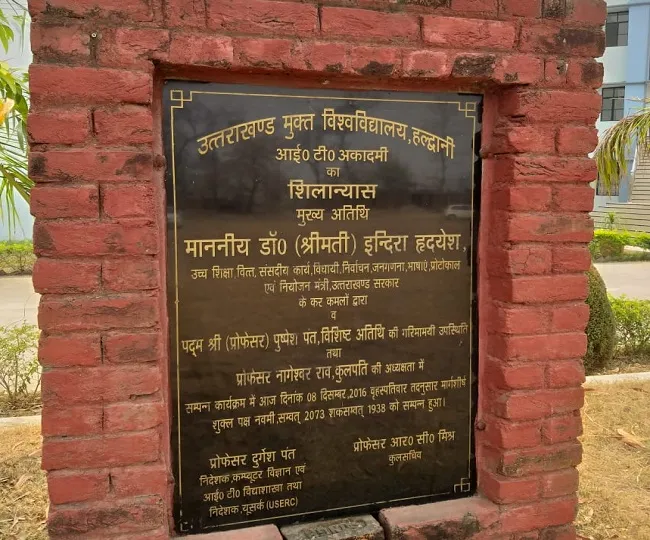 उत्तराखण्ड मुक्त विश्वविद्यालय,हल्द्वानी
आई0 टी0 अकादमी
का
शिलान्यास
मुख्य अतिथि
माननीय डॉ0 (श्रीमती) इन्दिरा हृदयेश,
उच्च शिक्षा,वित्त, संसदीय कार्य,विधायी,निर्वाचन,जनगणना,भाषाएं,प्रोटोकाल
एवं नियोजन मंत्री,उत्तराखण्ड सरकार
के कर कमलों द्वारा
व
पद्म श्री (प्रोफेसर) पुष्पेश पंत,विशिष्ट अतिथि की गरिमामयी उपस्थिति
तथा
प्रोफेसर नागेश्वर राव,कुलपति की अध्यक्षता में
सम्पन्न कार्यक्रम में आज दिनांक 08 दिसम्बर,2016 वृहस्पतिवार तदनुसार मार्गशीर्ष
शुक्ल पक्ष नवमी,सम्वत् 2073 शकसम्वत् 1938 को सम्पन्न हुआ।
प्रोफेसर दुर्गेश पंत
निदेशक,कम्प्यूटर विज्ञान एवं
आई0 टी0 विद्याशाखा तथा
निदेशक,यूसर्क (USERC)
प्रोफेसर आर0 सी0 मिश्र
कुलसचिव